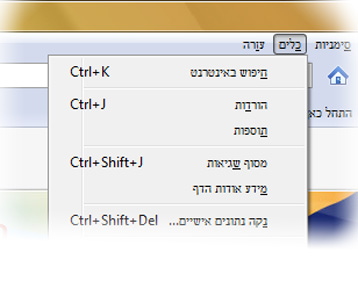 סימניות כלים עזרה
חיפוש באינטרנט Ctrl+K
הורדות Ctrl+J
תוספות
מסוף שגיאות Ctrl+Shift+J
מידע אודות הדף
נקה נתונים אישיים... Ctrl+Shift+Del
התחל